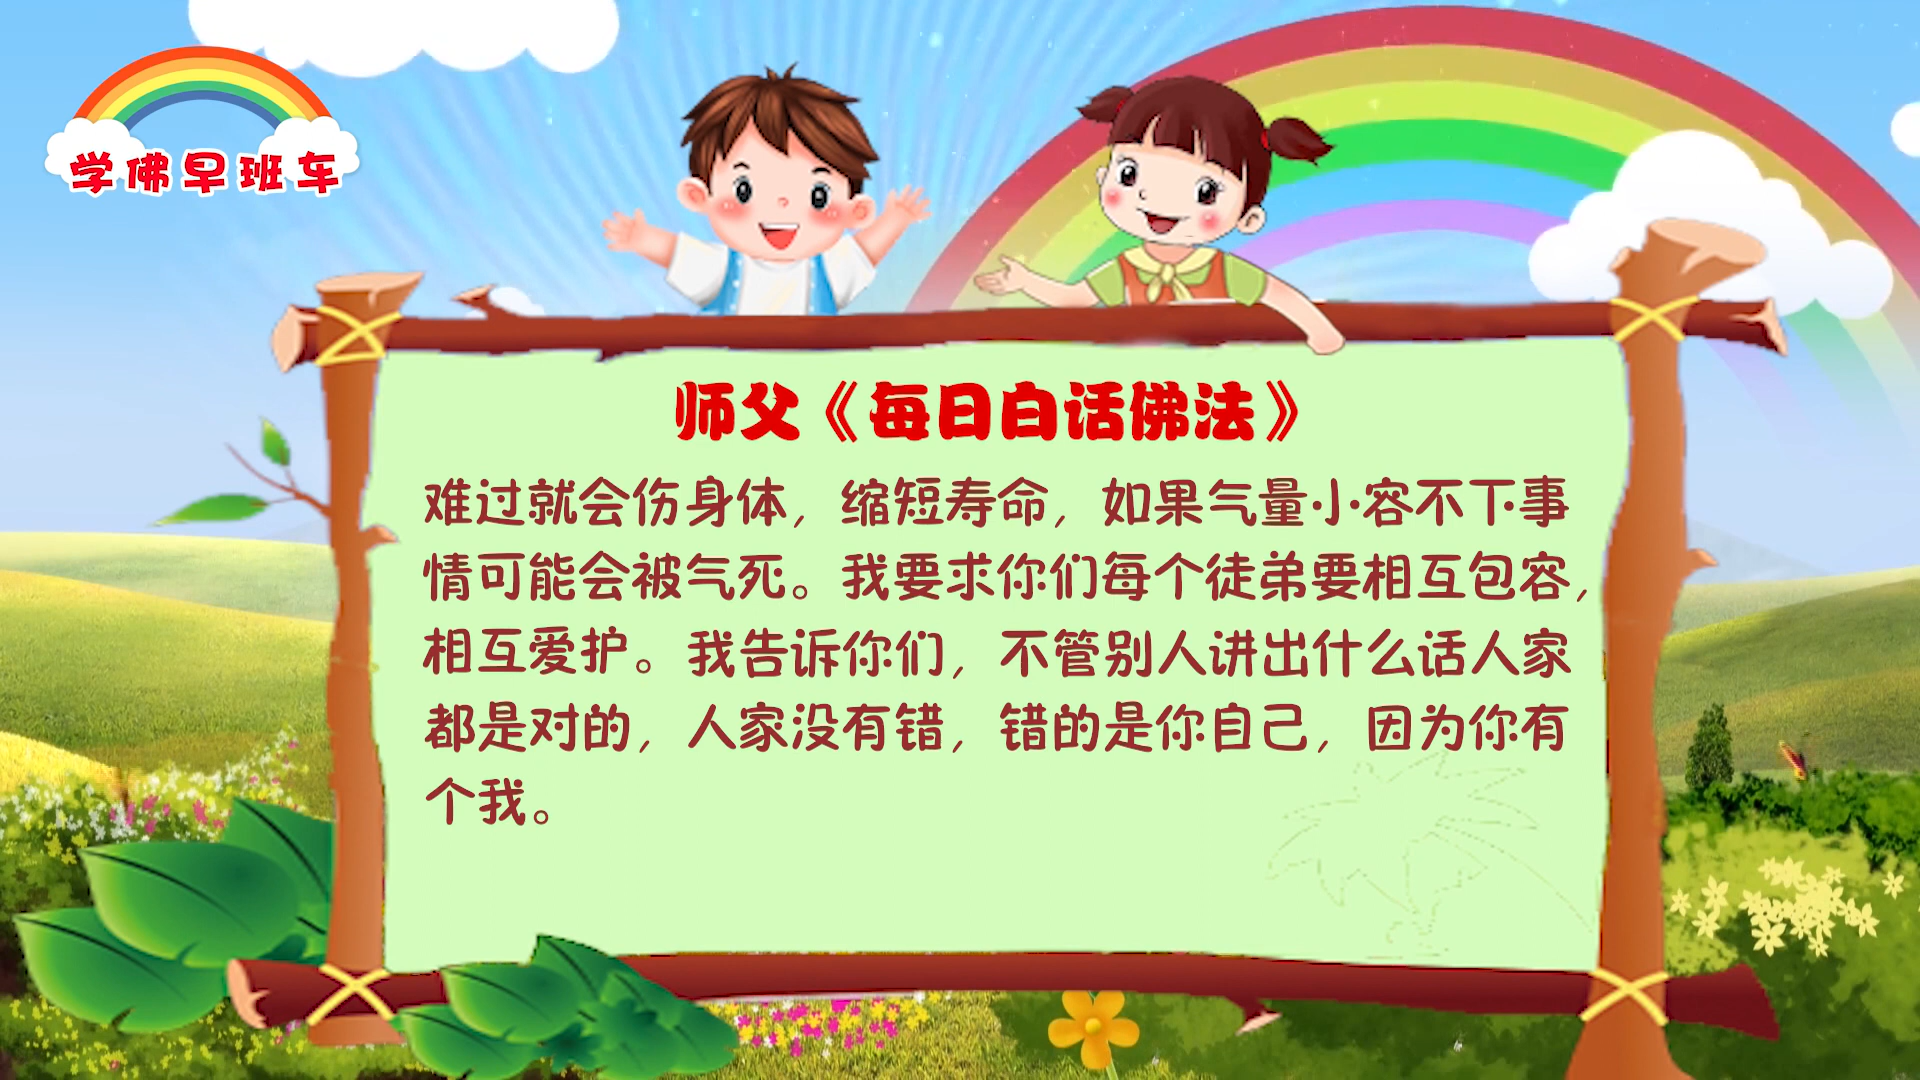 学佛早班车
师父《每日白话佛法》
难过就会伤身体，缩短寿命，如果气量小容不下事
情可能会被气死。我要求你们每个徒弟要相互包容，
相互爱护。我告诉你们，不管别人讲出什么话人家
都是对的，人家没有错，错的是你自己，因为你有
个我。